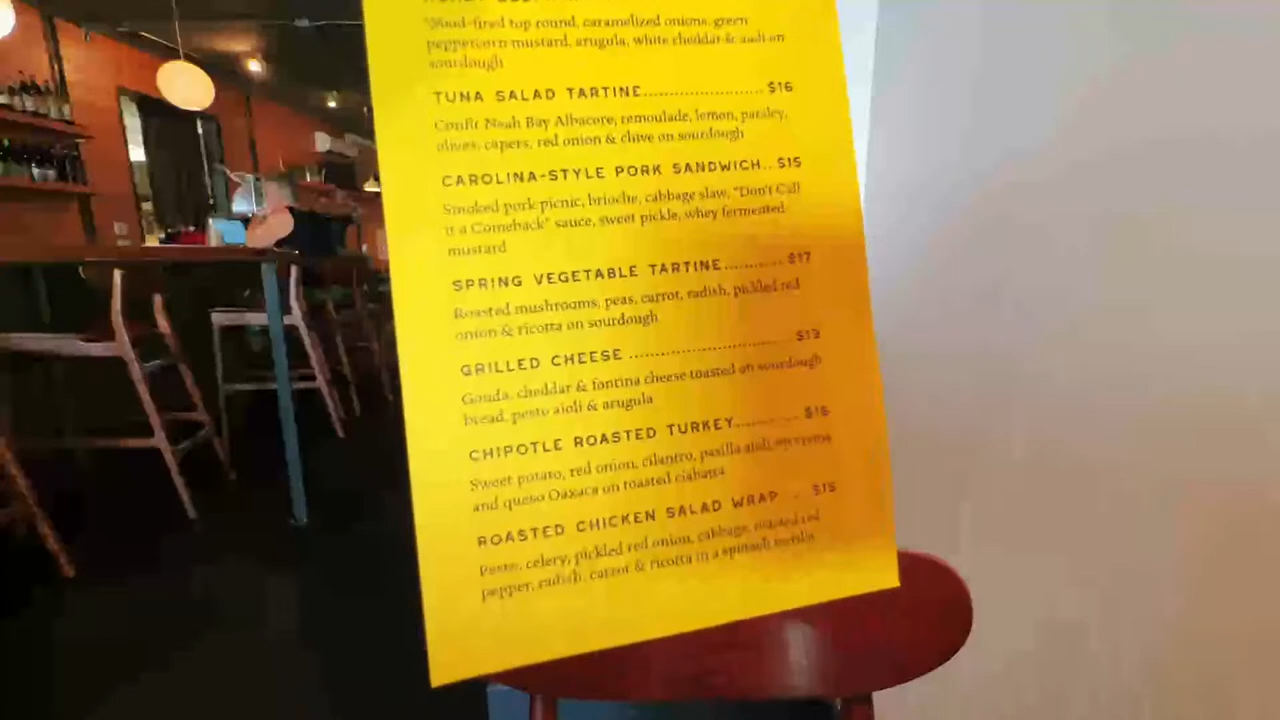 "Wood-fired top round, caramelized onions, green
peppercorn mustard, arugula, white cheddar & aioli on
sourdough
TUNA SALAD TARTINE........................ $16
Confit Neah Bay Albacore, remoulade, lemon, parsley,
olives, capers, red onion & chive on sourdough
CAROLINA-STYLE PORK SANDWICH.. $15
Smoked pork picnic, brioche, cabbage slaw, "Don't Call
it a Comeback" sauce, sweet pickle, whey fermented
mustard
SPRING VEGETABLE TARTINE............ $17
Roasted mushrooms, peas, carrot, radish, pickled red
onion & ricotta on sourdough
GRILLED CHEESE ............................... $13
Gouda, cheddar & fontina cheese toasted on sourdough
bread, pesto aioli & arugula
CHIPOTLE ROASTED TURKEY............ $16
Sweet potato, red onion, cilantro, pasilla aioli,
and queso Oaxaca on toasted ciabatta
ROASTED CHICKEN SALAD WRAP .. $15
Pesto, celery, pickled red onion, cabbage, roasted red
pepper, radish, carrot & ricotta in a spinach tortilla